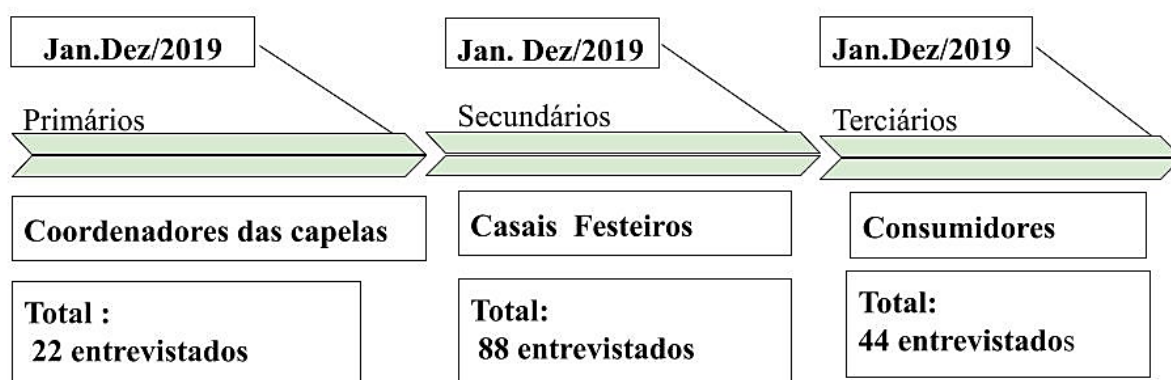 Jan.Dez/2019
Primários
Coordenadores das capelas
Total :
22 entrevistados
Jan. Dez/2019
Secundários
Casais Festeiros
Total:
88 entrevistados
Jan.Dez/2019
Terciários
Consumidores
Total:
44 entrevistados